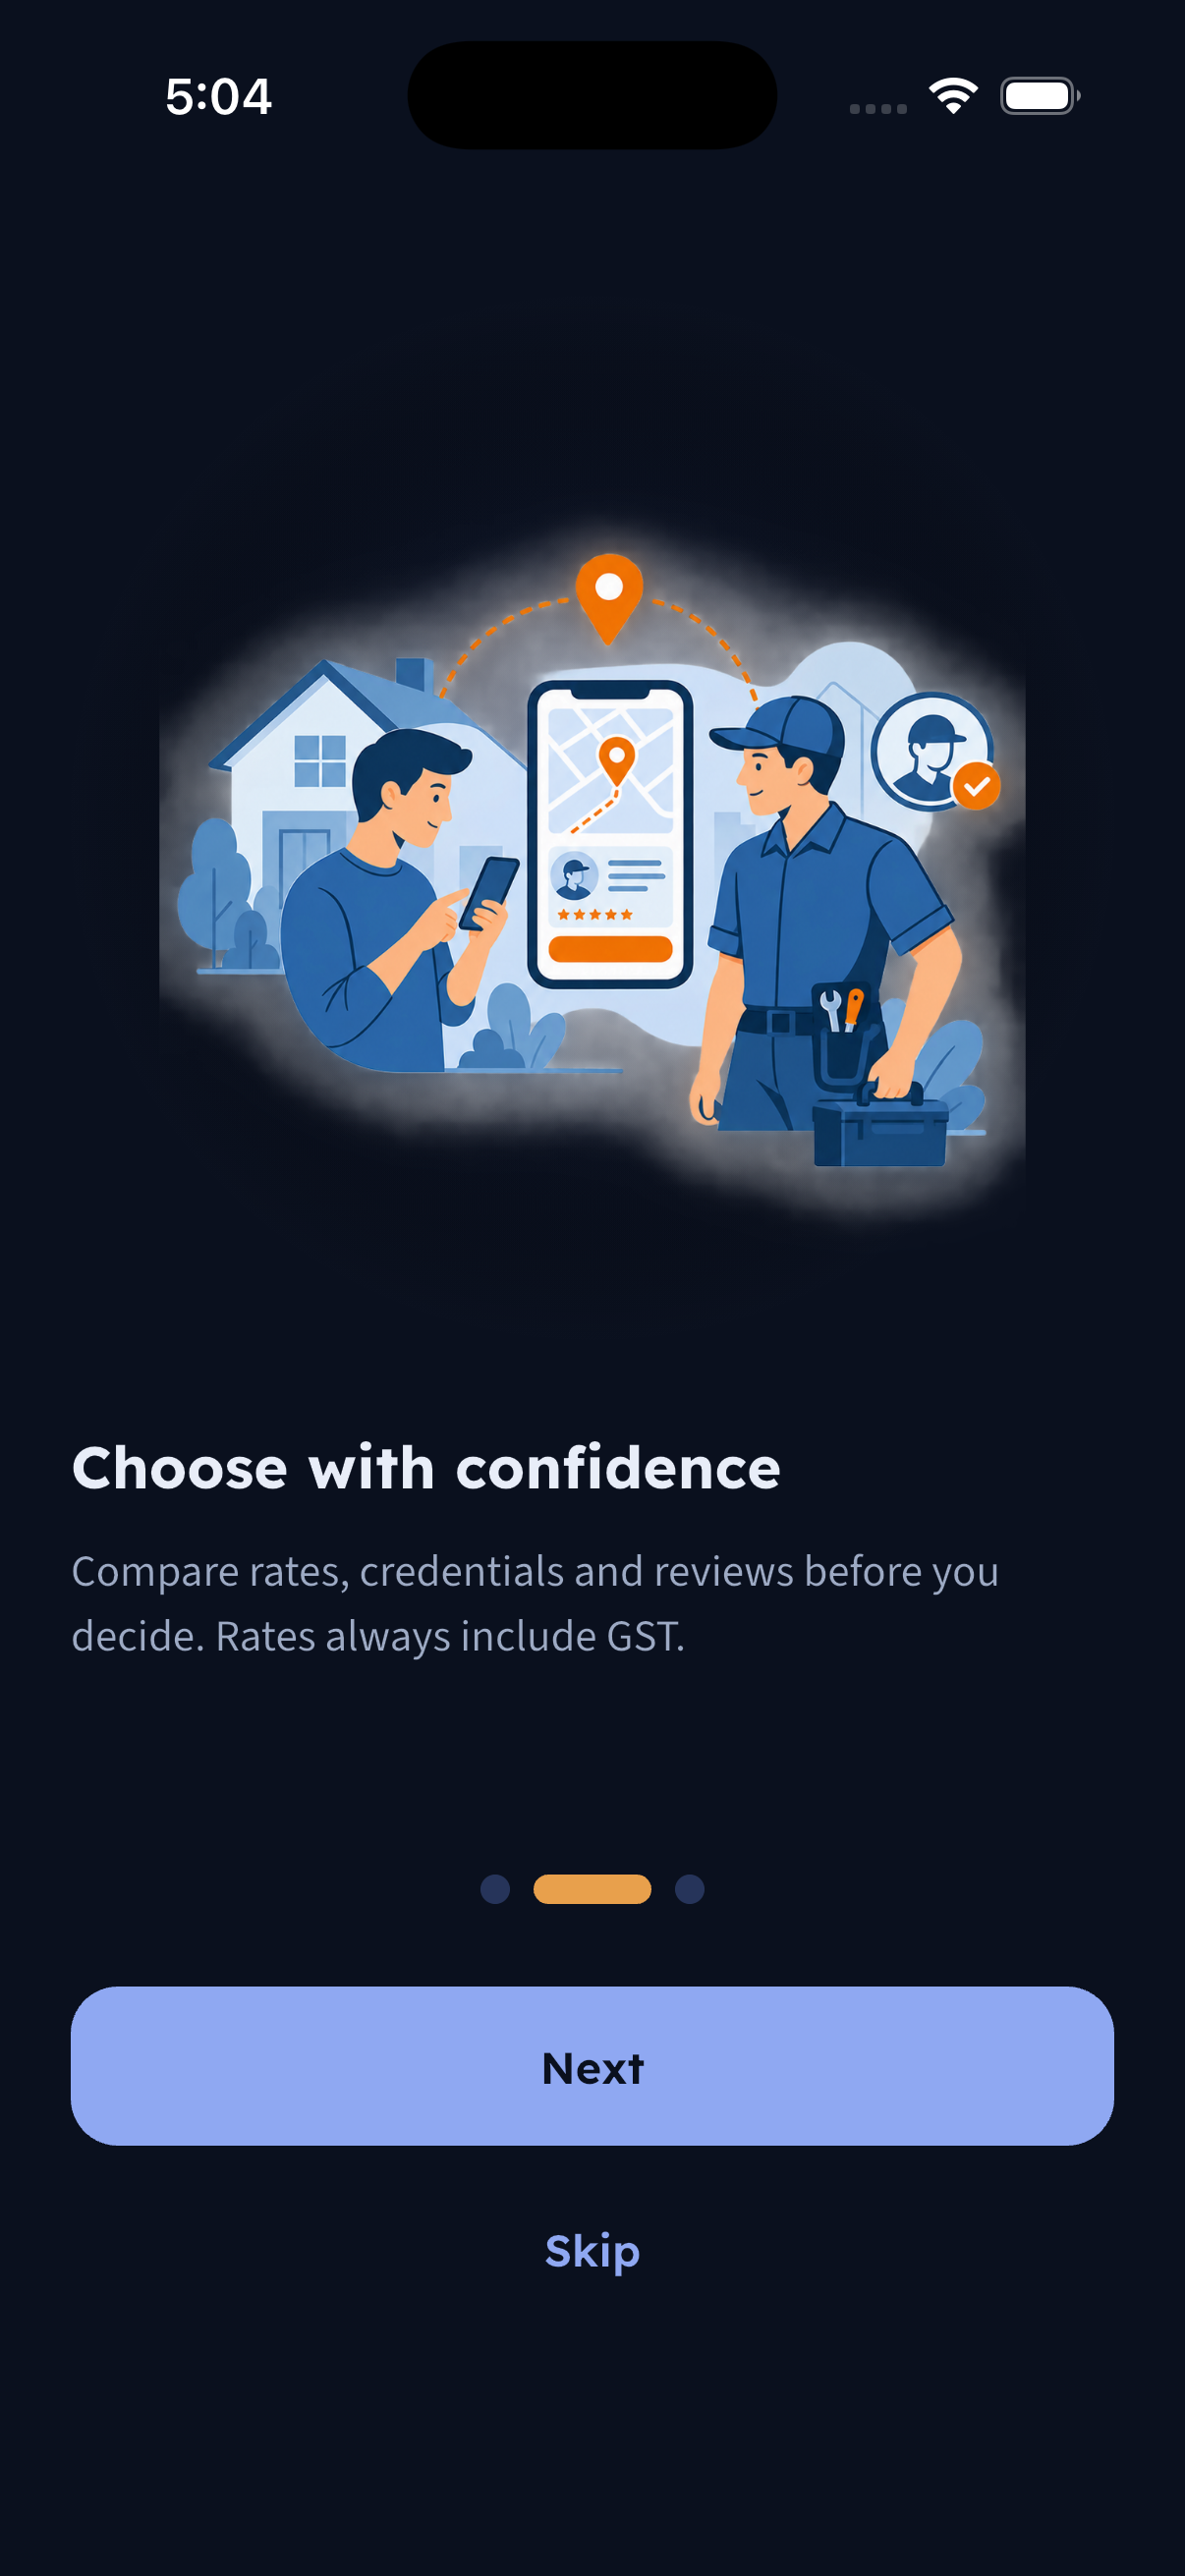 5:04
Choose with confidence
Compare rates, credentials and reviews before you
decide. Rates always include GST.
Next
Skip